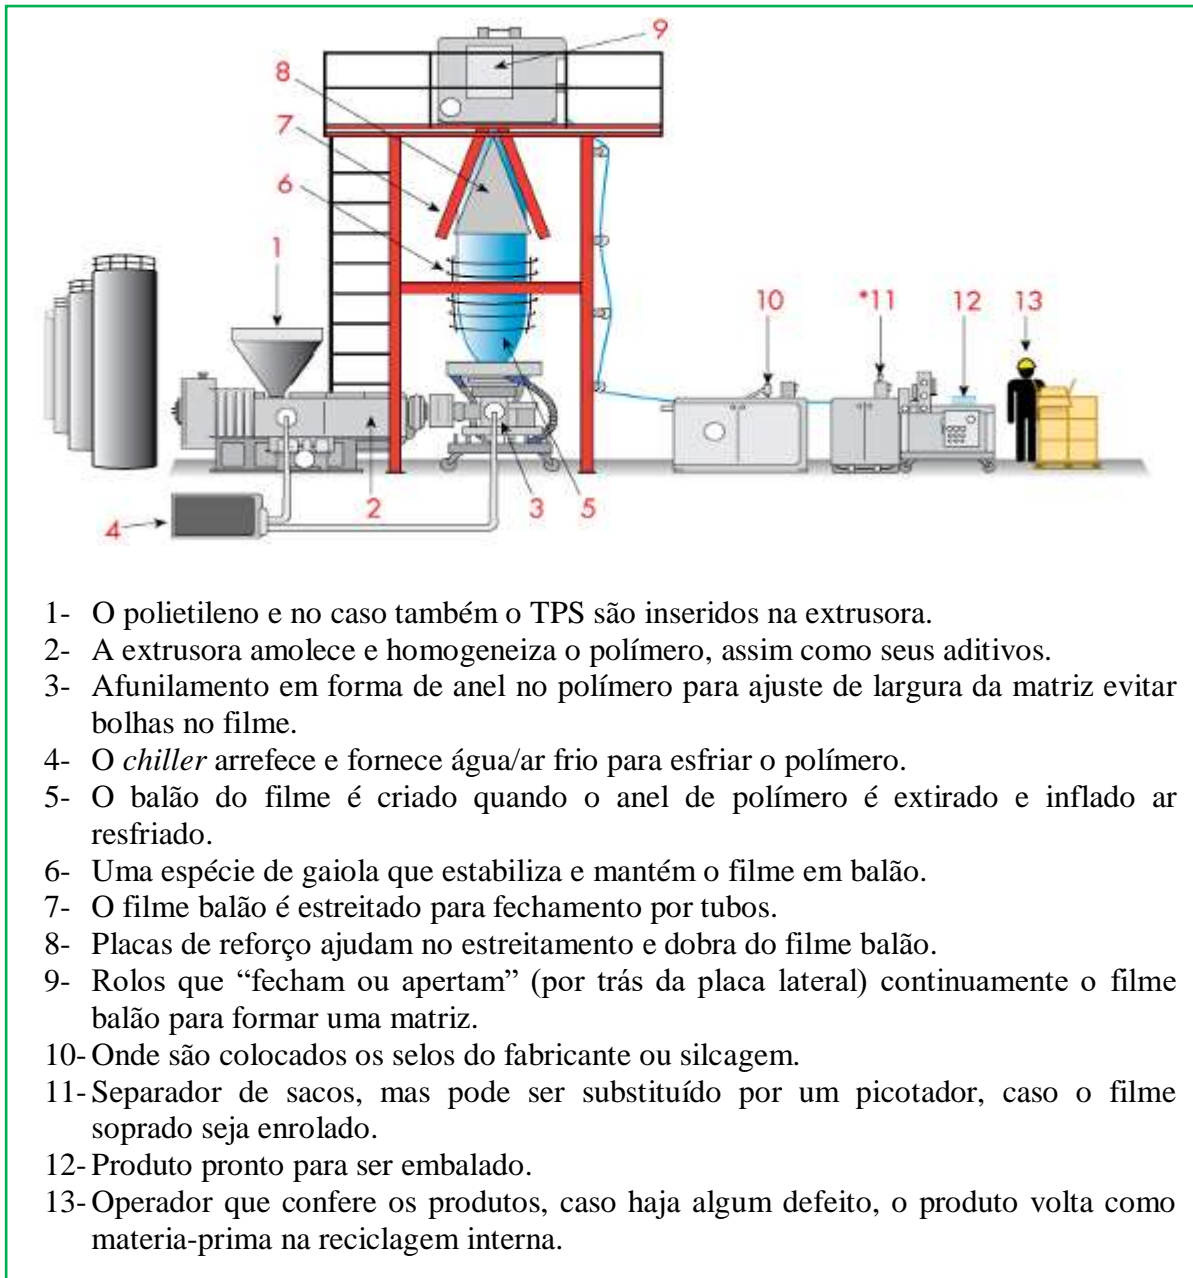 9
8
7
6
1
10
*11
12
13
2
3
5
4
1- O polietileno e no caso também o TPS são inseridos na extrusora.
2- A extrusora amolece e homogeneiza o polímero, assim como seus aditivos.
3- Afunilamento em forma de anel no polímero para ajuste de largura da matriz evitar
bolhas no filme.
4- O chiller arrefece e fornece água/ar frio para esfriar o polímero.
5- O balão do filme é criado quando o anel de polímero é extirado e inflado ar
resfriado.
6- Uma espécie de gaiola que estabiliza e mantém o filme em balão.
7- O filme balão é estreitado para fechamento por tubos.
8- Placas de reforço ajudam no estreitamento e dobra do filme balão.
9- Rolos que “fecham ou apertam” (por trás da placa lateral) continuamente o filme
balão para formar uma matriz.
10- Onde são colocados os selos do fabricante ou silcagem.
11- Separador de sacos, mas pode ser substituído por um picotador, caso o filme
soprado seja enrolado.
12- Produto pronto para ser embalado.
13- Operador que confere os produtos, caso haja algum defeito, o produto volta como
materia-prima na reciclagem interna.